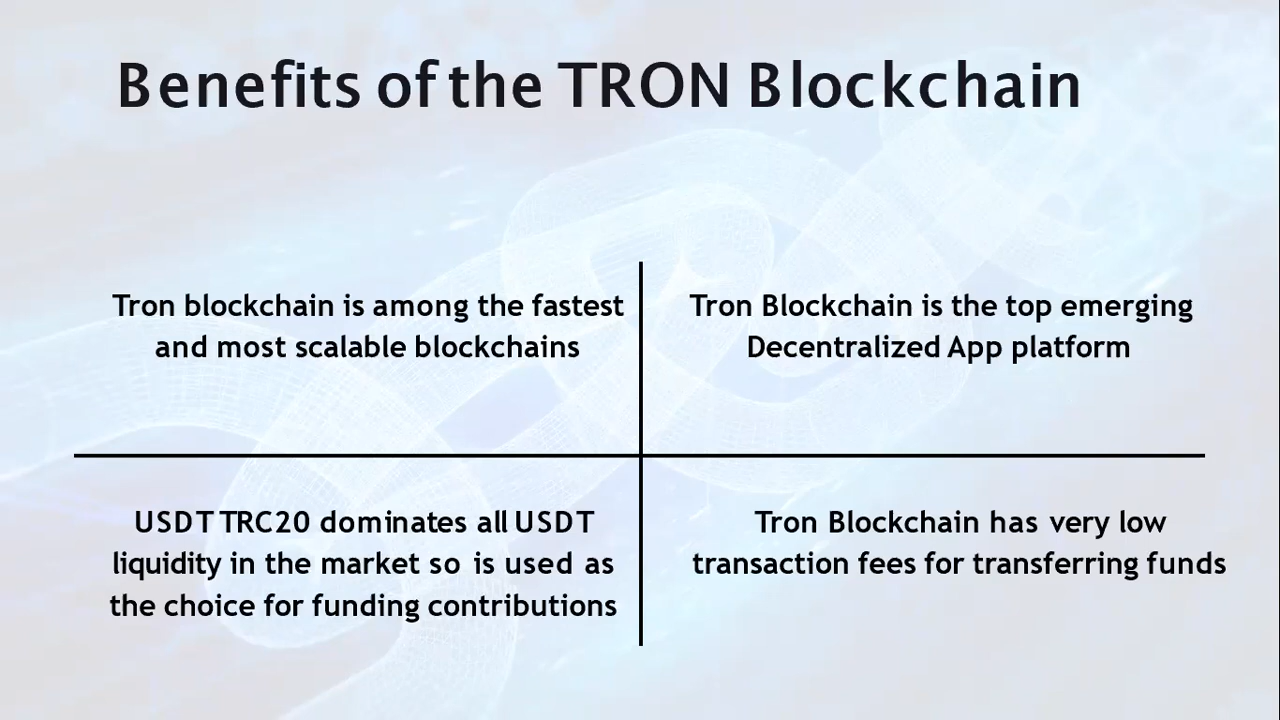 Benefits of the TRON Blockchain
Tron blockchain is among the fastest
and most scalable blockchains
Tron Blockchain is the top emerging
Decentralized App platform
USDT TRC20 dominates all USDT
liquidity in the market so is used as
the choice for funding contributions
Tron Blockchain has very low
transaction fees for transferring funds